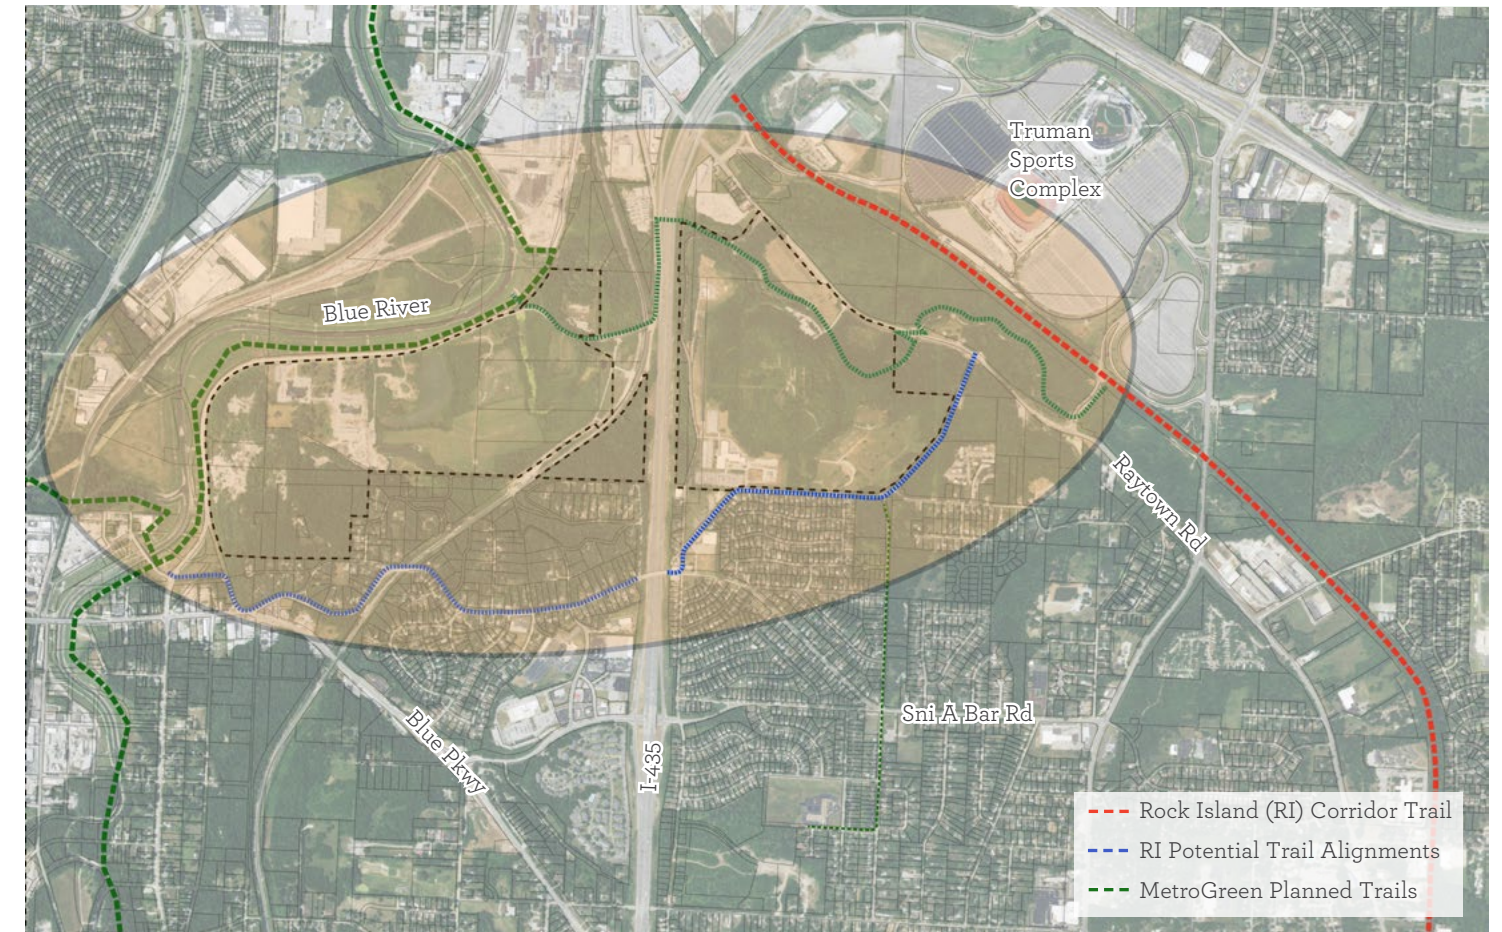 Truman
Sports
Complex
Blue River
Raytown Rd
Sni A Bar Rd
Blue Pkwy
I-435
Rock Island (RI) Corridor Trail
RI Potential Trail Alignments
MetroGreen Planned Trails